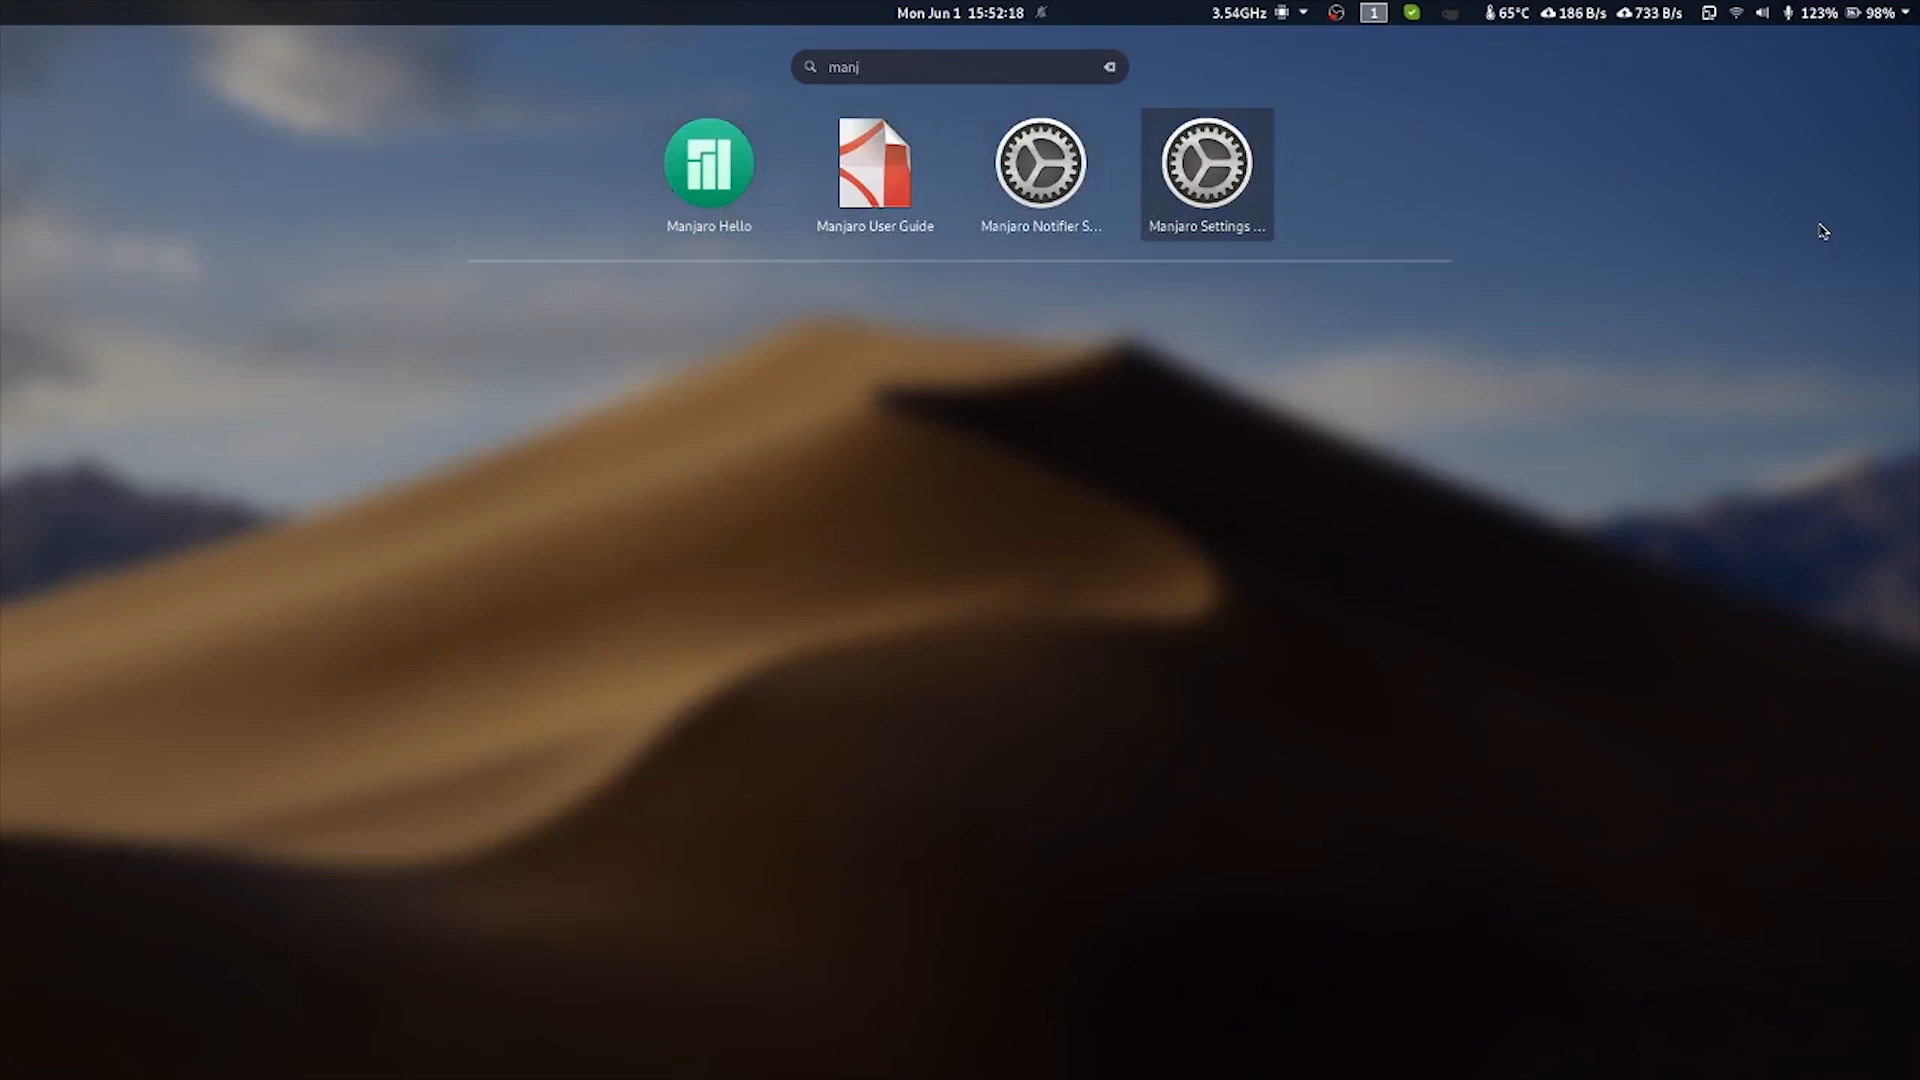 Mon Jun 1 15:52:18
3.54GHz 1 65°C 186 B/s 733 B/s 123% 98%
manj
Manjaro Hello
Manjaro User Guide
Manjaro Notifier S...
Manjaro Settings ...